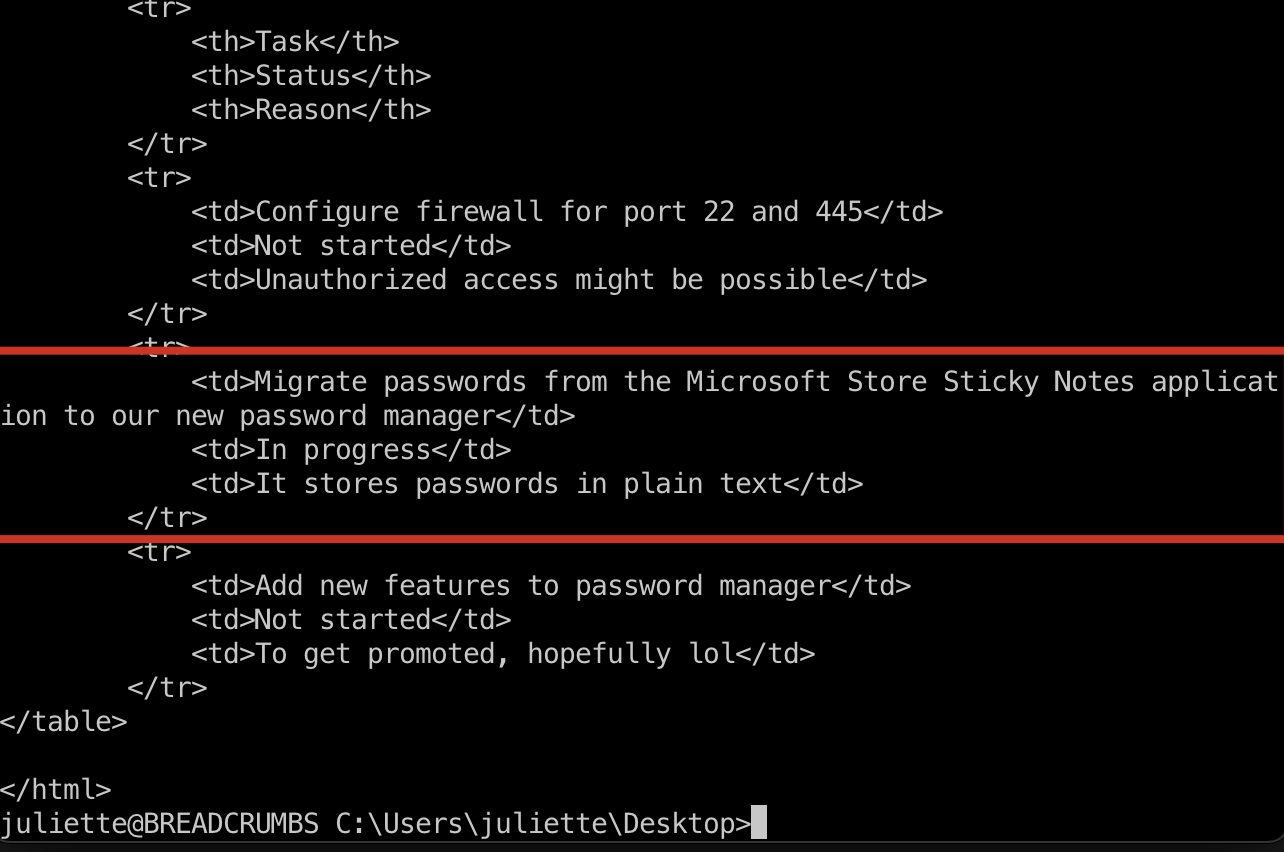 <tr>
<th>Task</th>
<th>Status</th>
<th>Reason</th>
</tr>
<tr>
<td>Configure firewall for port 22 and 445</td>
<td>Not started</td>
<td>Unauthorized access might be possible</td>
</tr>
<tr>
<td>Migrate passwords from the Microsoft Store Sticky Notes applicat
ion to our new password manager</td>
<td>In progress</td>
<td>It stores passwords in plain text</td>
</tr>
<tr>
<td>Add new features to password manager</td>
<td>Not started</td>
<td>To get promoted, hopefully lol</td>
</tr>
</table>
</html>
juliette@BREADCRUMBS C:\Users\juliette\Desktop>